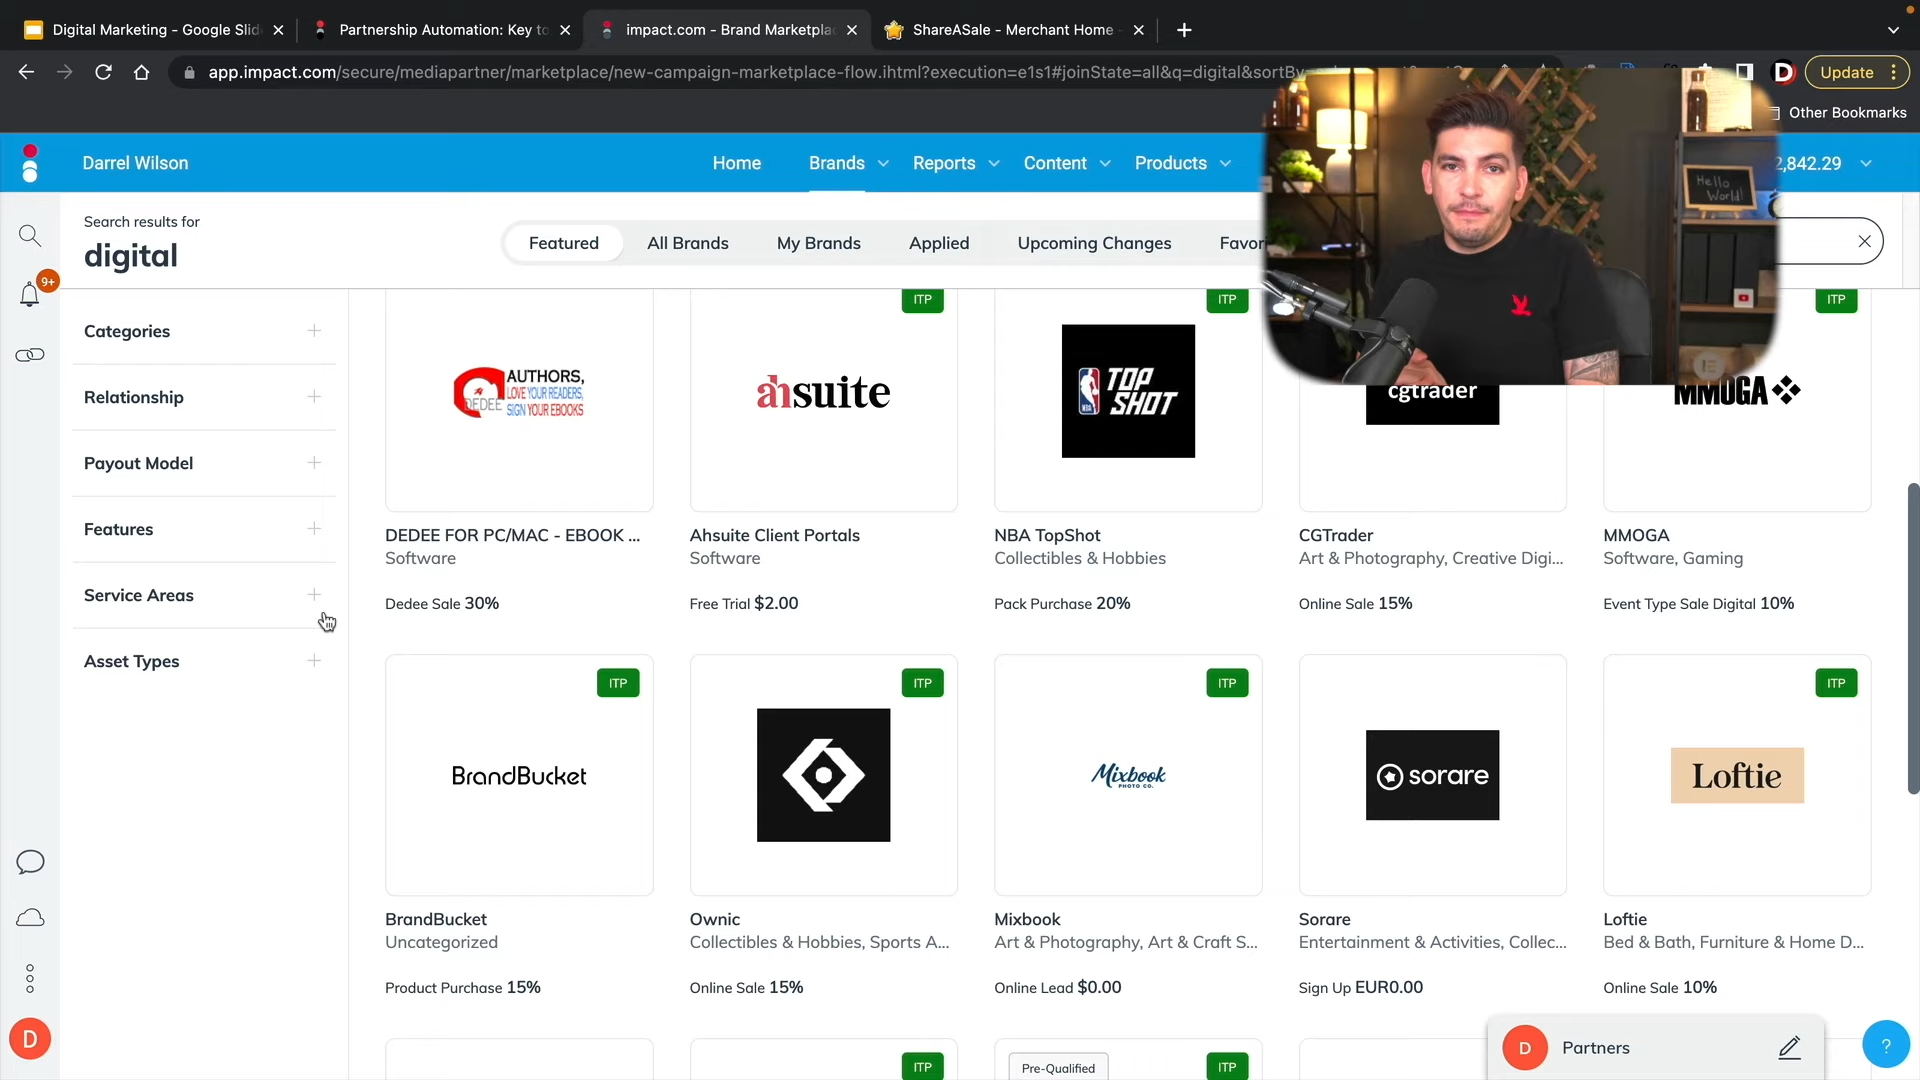 Digital Marketing - Google Slid
Partnership Automation: Key to
impact.com - Brand Marketpla
ShareASale - Merchant Home
app.impact.com/secure/mediapartner/marketplace/new-campaign-marketplace-flow.ihtml?execution=e1s1#joinState=all&q=digital&sortBy
D
Update
Other Bookmarks
Darrel Wilson
Home
Brands
Reports
Content
Products
2,842.29
Hello
World!
Search results for
digital
Featured
All Brands
My Brands
Applied
Upcoming Changes
Favori
9+
Categories
Relationship
Payout Model
Features
Service Areas
Asset Types
ITP
ITP
ITP
DEDEE
AUTHORS,
LOVE YOUR READERS,
SIGN YOUR EBOOKS
ahsuite
NBA
TOP
SHOT
cgtrader
MMOGA
DEDEE FOR PC/MAC - EBOOK ...
Software
Dedee Sale 30%
Ahsuite Client Portals
Software
Free Trial $2.00
NBA TopShot
Collectibles & Hobbies
Pack Purchase 20%
CGTrader
Art & Photography, Creative Digi...
Online Sale 15%
MMOGA
Software, Gaming
Event Type Sale Digital 10%
ITP
ITP
ITP
ITP
BrandBucket
Mixbook
PHOTO CO.
sorare
Loftie
BrandBucket
Uncategorized
Product Purchase 15%
Ownic
Collectibles & Hobbies, Sports A...
Online Sale 15%
Mixbook
Art & Photography, Art & Craft S...
Online Lead $0.00
Sorare
Entertainment & Activities, Collec...
Sign Up EUR0.00
Loftie
Bed & Bath, Furniture & Home D...
Online Sale 10%
ITP
Pre-Qualified
ITP
D
D
Partners
?